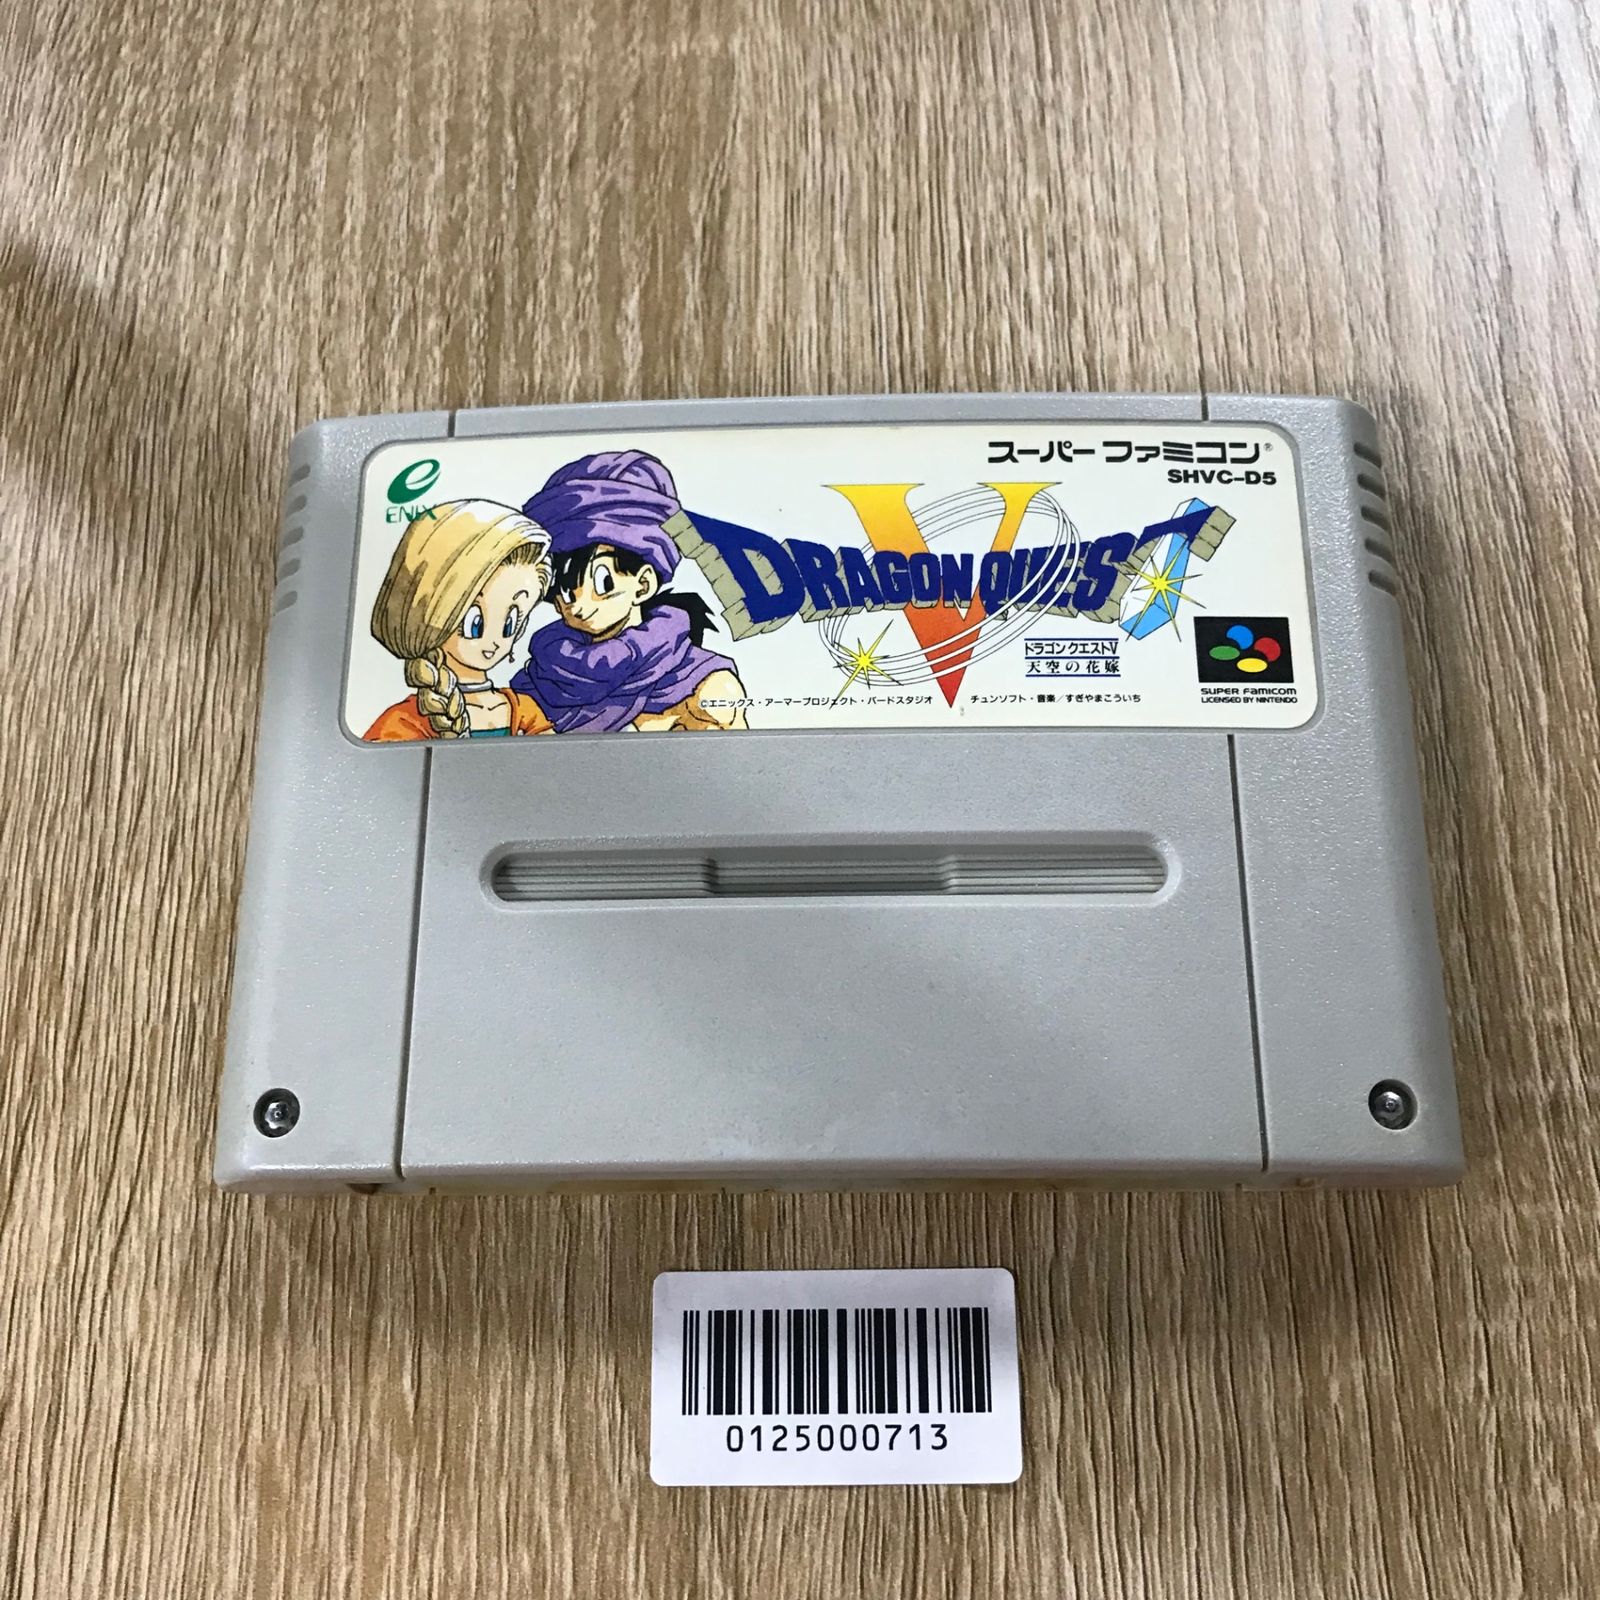 スーパーファミコン®
SHVC-D5
ENIX
V
DRAGON QUEST
ドラゴンクエストV
天空の花嫁
SUPER FAMICOM
LICENSED BY NINTENDO
©エニックス・アーマープロジェクト・バードスタジオ チュンソフト・音楽/すぎやまこういち
0125000713